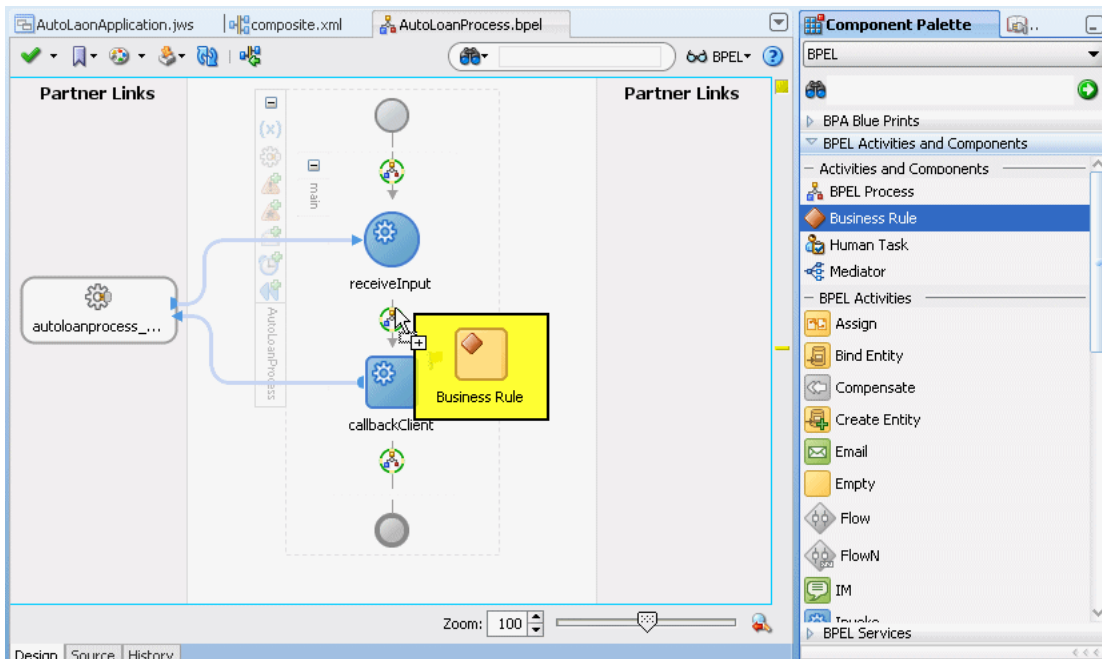 AutoLaonApplication.jws composite.xml AutoLoanProcess.bpel
BPEL
Partner Links
Partner Links
main
receiveInput
autoloanprocess_...
AutoLoanProcess
Business Rule
callbackClient
Zoom: 100
Design Source History
Component Palette
BPEL
BPA Blue Prints
BPEL Activities and Components
Activities and Components
BPEL Process
Business Rule
Human Task
Mediator
BPEL Activities
Assign
Bind Entity
Compensate
Create Entity
Email
Empty
Flow
FlowN
IM
Invoke
BPEL Services